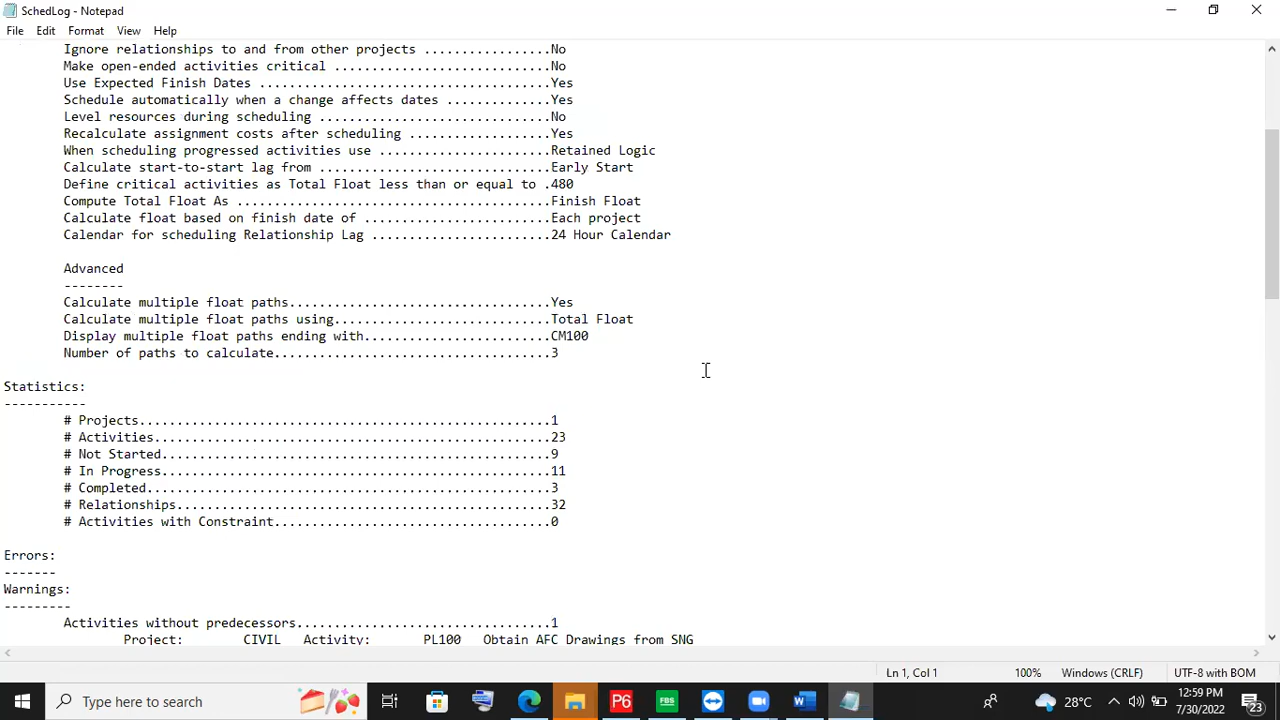 SchedLog - Notepad
File Edit Format View Help
Ignore relationships to and from other projects .................No
Make open-ended activities critical .............................No
Use Expected Finish Dates .......................................Yes
Schedule automatically when a change affects dates ..............Yes
Level resources during scheduling ...............................No
Recalculate assignment costs after scheduling ...................Yes
When scheduling progressed activities use .......................Retained Logic
Calculate start-to-start lag from ...............................Early Start
Define critical activities as Total Float less than or equal to .480
Compute Total Float As ..........................................Finish Float
Calculate float based on finish date of .........................Each project
Calendar for scheduling Relationship Lag ........................24 Hour Calendar
Advanced
--------
Calculate multiple float paths...................................Yes
Calculate multiple float paths using.............................Total Float
Display multiple float paths ending with.........................CM100
Number of paths to calculate.....................................3
Statistics:
-----------
# Projects.......................................................1
# Activities.....................................................23
# Not Started....................................................9
# In Progress....................................................11
# Completed......................................................3
# Relationships..................................................32
# Activities with Constraint.....................................0
Errors:
-------
Warnings:
---------
Activities without predecessors..................................1
Project: CIVIL Activity: PL100 Obtain AFC Drawings from SNG
Ln 1, Col 1 100% Windows (CRLF) UTF-8 with BOM
Type here to search P6 FBS W 28°C 12:59 PM
7/30/2022 23